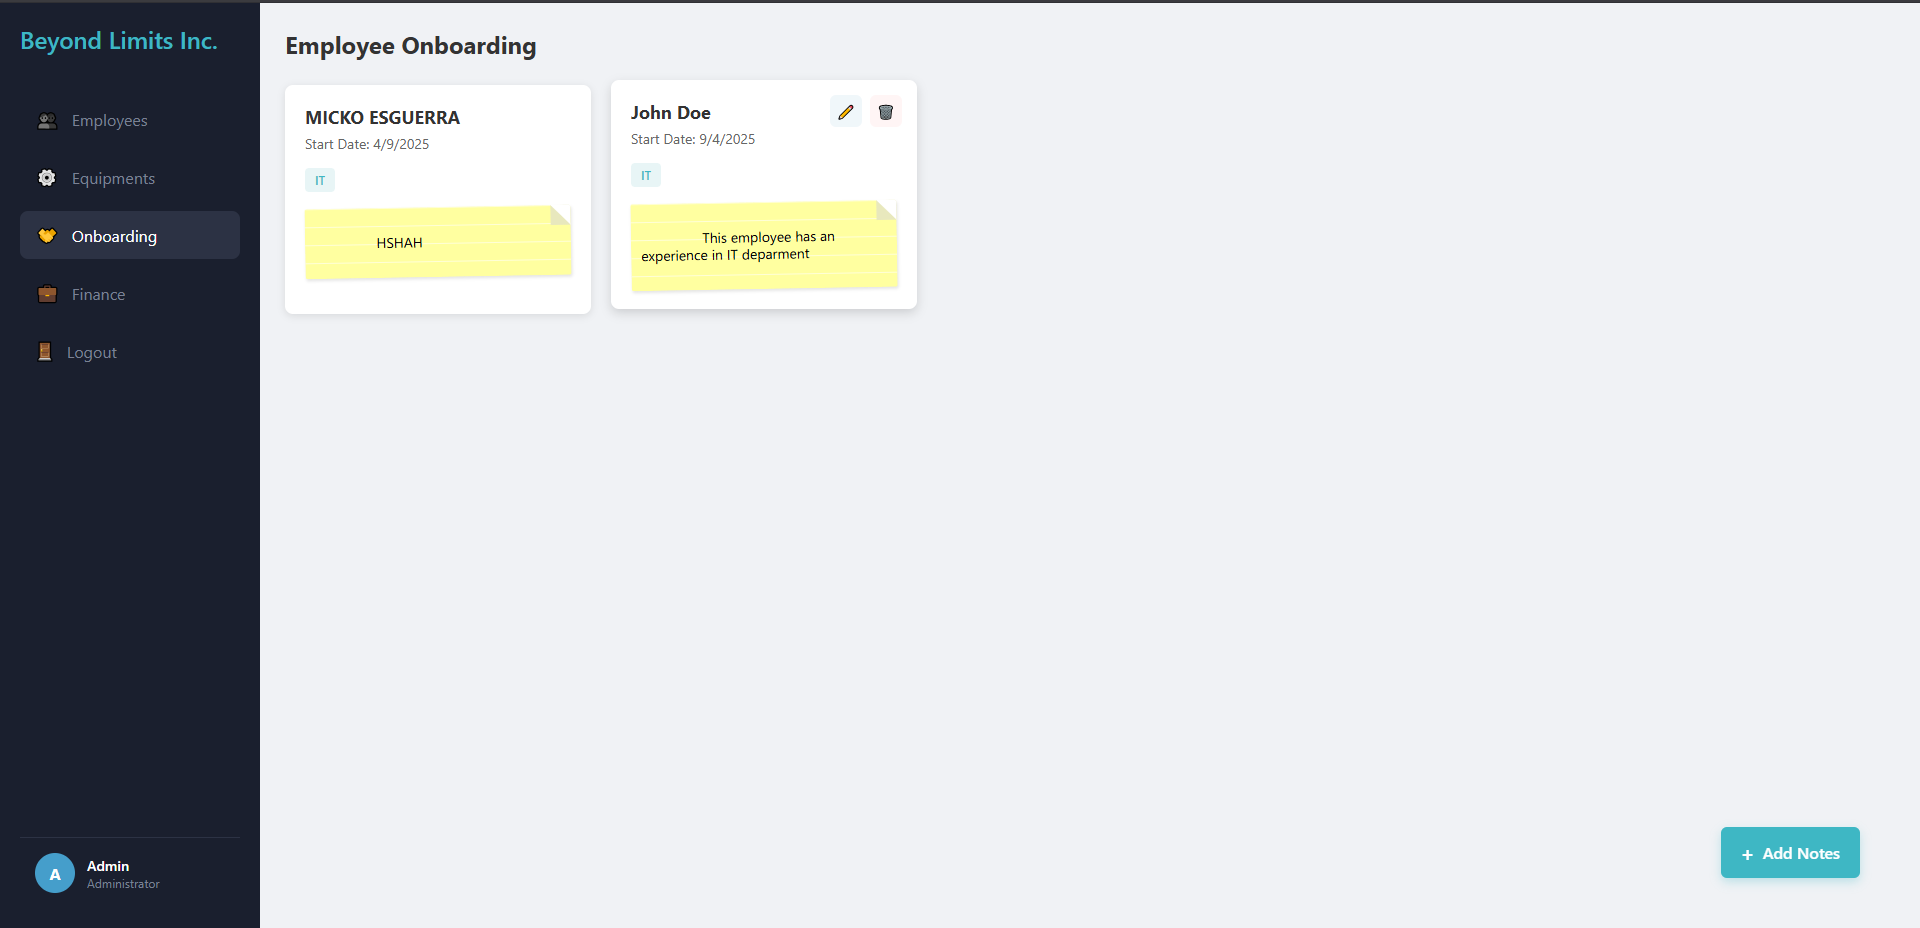 Beyond Limits Inc.
Employees
Equipments
Onboarding
Finance
Logout
A
Admin
Administrator
Employee Onboarding
MICKO ESGUERRA
Start Date: 4/9/2025
IT
HSHAH
John Doe
Start Date: 9/4/2025
IT
This employee has an
experience in IT deparment
+ Add Notes